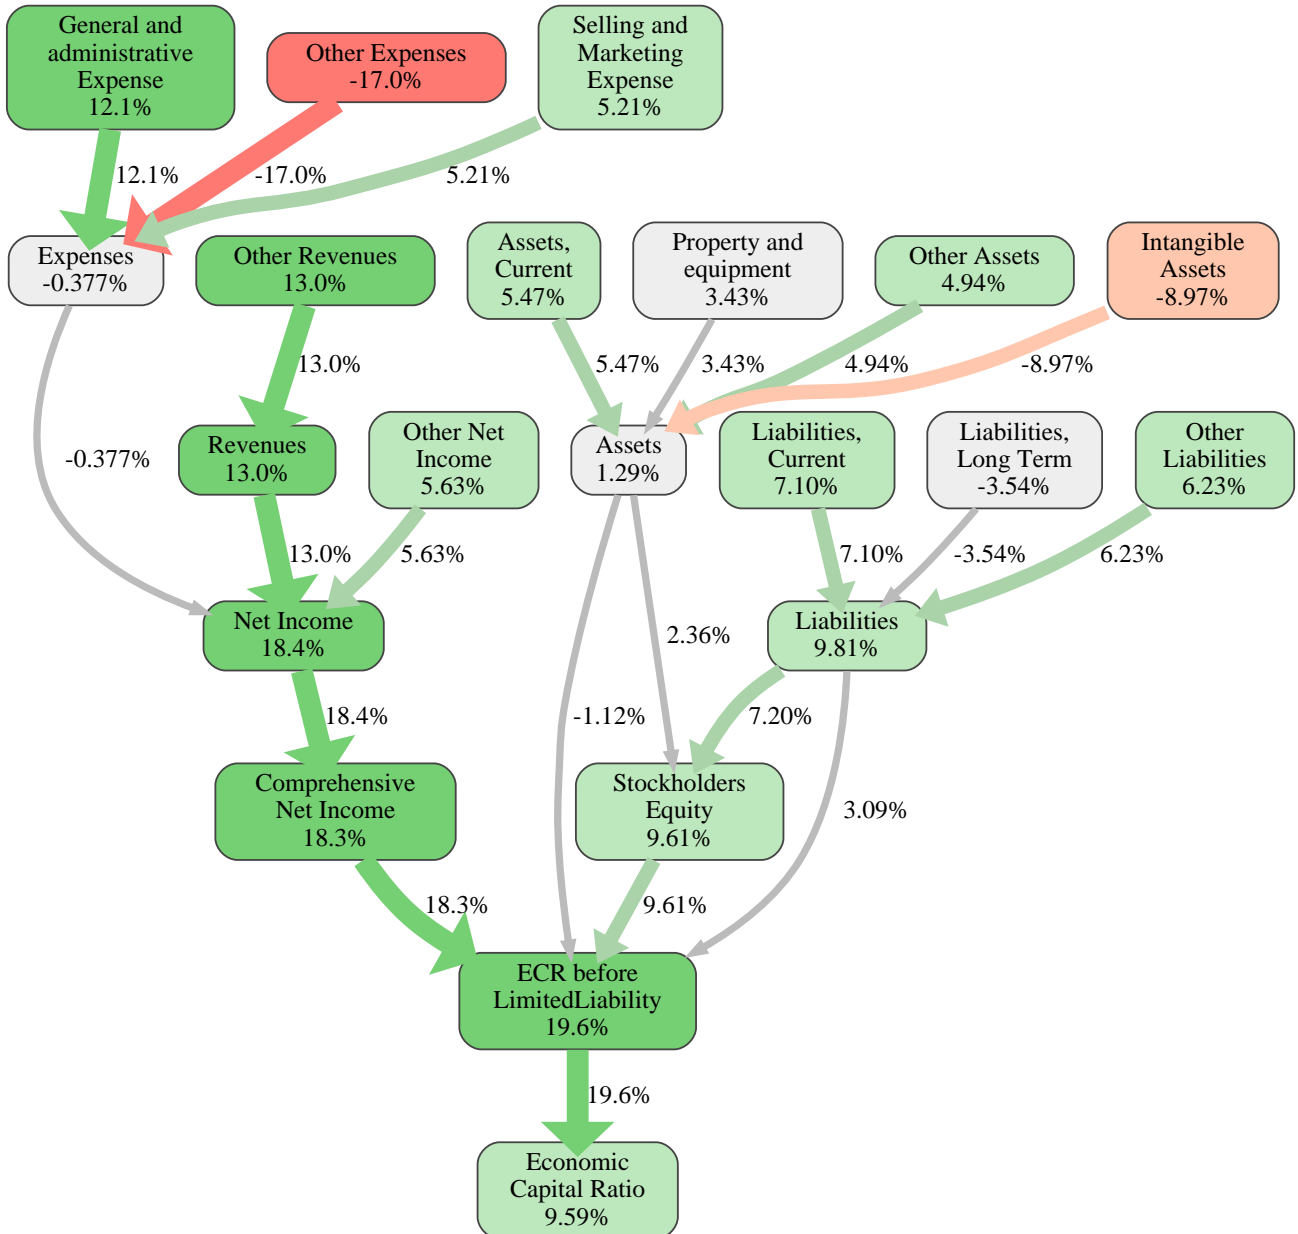 General and
administrative
Expense
12.1%
Other Expenses
-17.0%
Selling and
Marketing
Expense
5.21%
12.1%
-17.0%
5.21%
Expenses
-0.377%
Other Revenues
13.0%
Assets,
Current
5.47%
Property and
equipment
3.43%
Other Assets
4.94%
Intangible
Assets
-8.97%
13.0%
5.47%
3.43%
4.94%
-8.97%
-0.377%
Revenues
13.0%
Other Net
Income
5.63%
Assets
1.29%
Liabilities,
Current
7.10%
Liabilities,
Long Term
-3.54%
Other
Liabilities
6.23%
13.0%
5.63%
7.10%
-3.54%
6.23%
Net Income
18.4%
2.36%
Liabilities
9.81%
18.4%
-1.12%
7.20%
Comprehensive
Net Income
18.3%
Stockholders
Equity
9.61%
3.09%
18.3%
9.61%
ECR before
LimitedLiability
19.6%
19.6%
Economic
Capital Ratio
9.59%